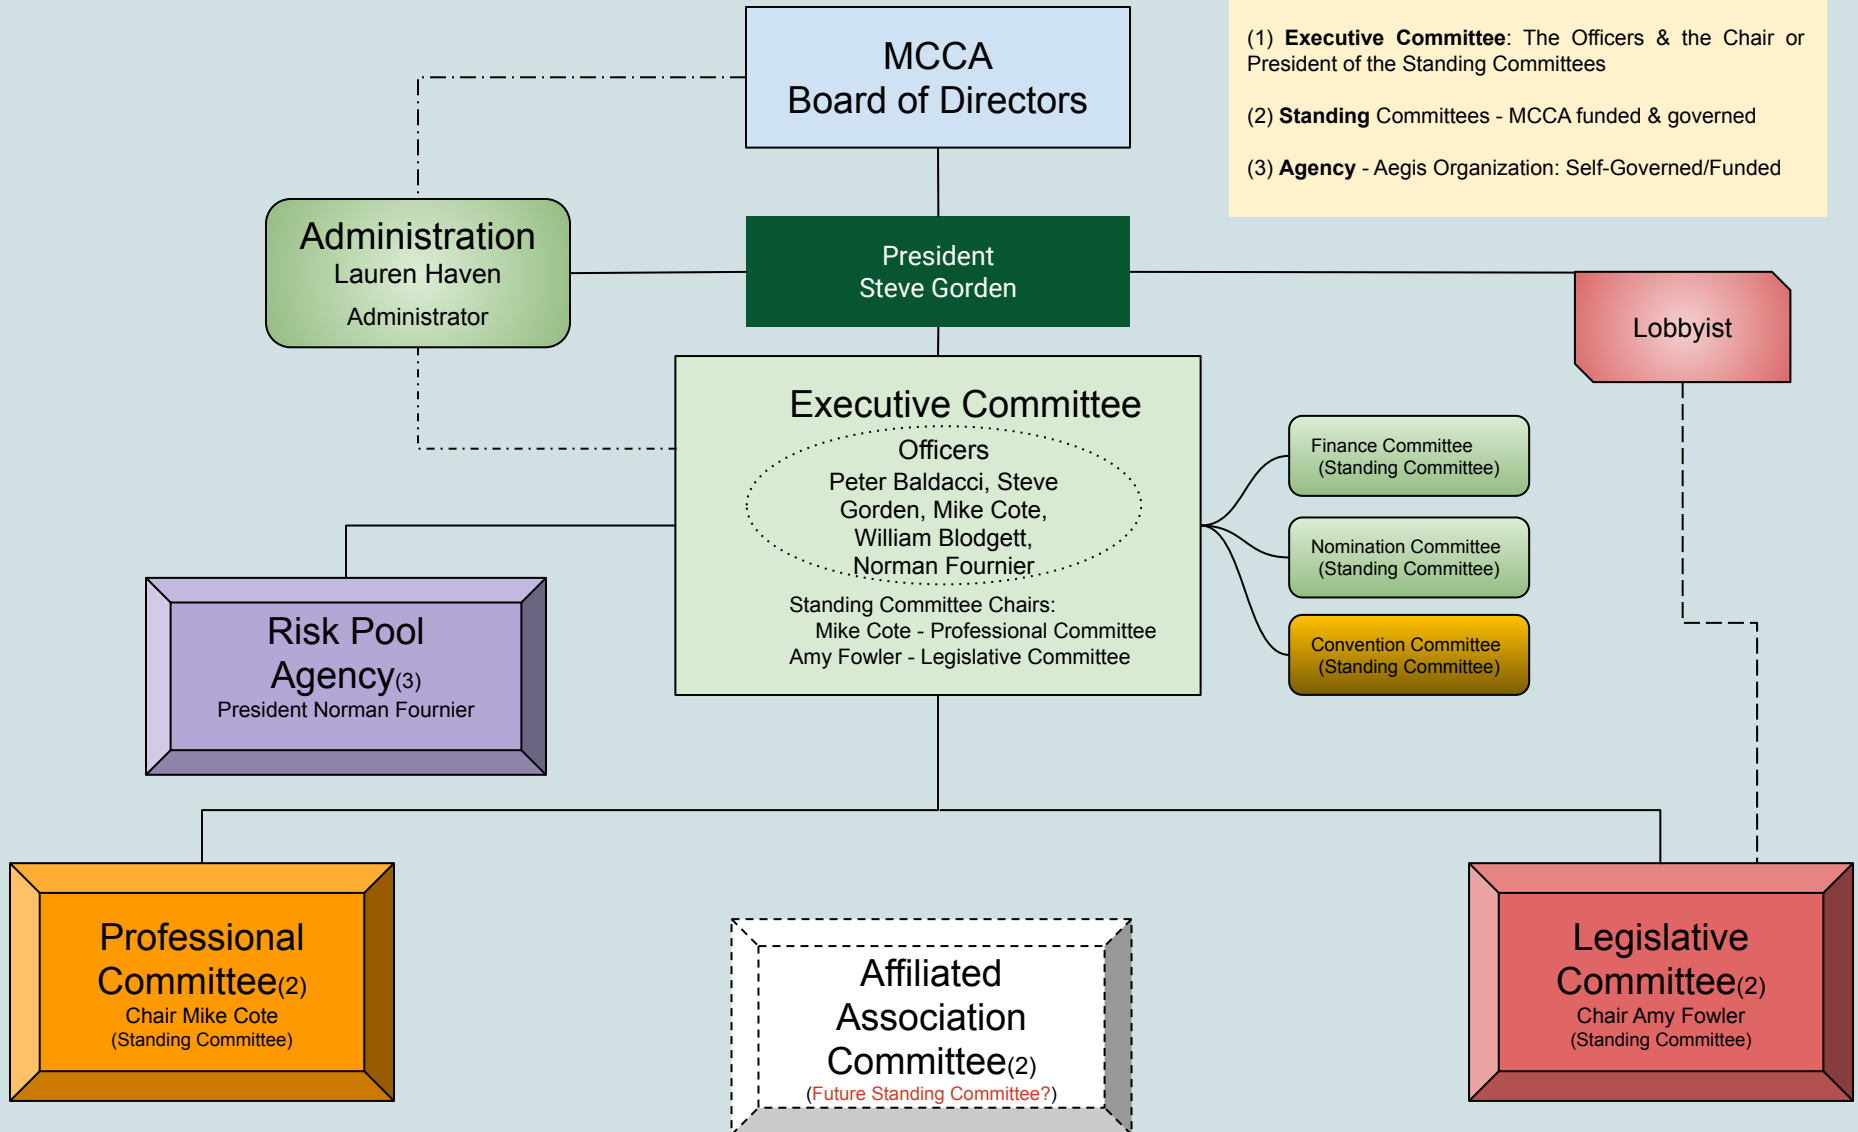 MCCA
Board of Directors
(1) Executive Committee: The Officers & the Chair or
President of the Standing Committees
(2) Standing Committees - MCCA funded & governed
(3) Agency - Aegis Organization: Self-Governed/Funded
Administration
Lauren Haven
Administrator
President
Steve Gorden
Lobbyist
Executive Committee
Officers
Peter Baldacci, Steve
Gorden, Mike Cote,
William Blodgett,
Norman Fournier
Standing Committee Chairs:
Mike Cote - Professional Committee
Amy Fowler - Legislative Committee
Finance Committee
(Standing Committee)
Nomination Committee
(Standing Committee)
Convention Committee
(Standing Committee)
Risk Pool
Agency(3)
President Norman Fournier
Professional
Committee(2)
Chair Mike Cote
(Standing Committee)
Affiliated
Association
Committee(2)
(Future Standing Committee?)
Legislative
Committee(2)
Chair Amy Fowler
(Standing Committee)